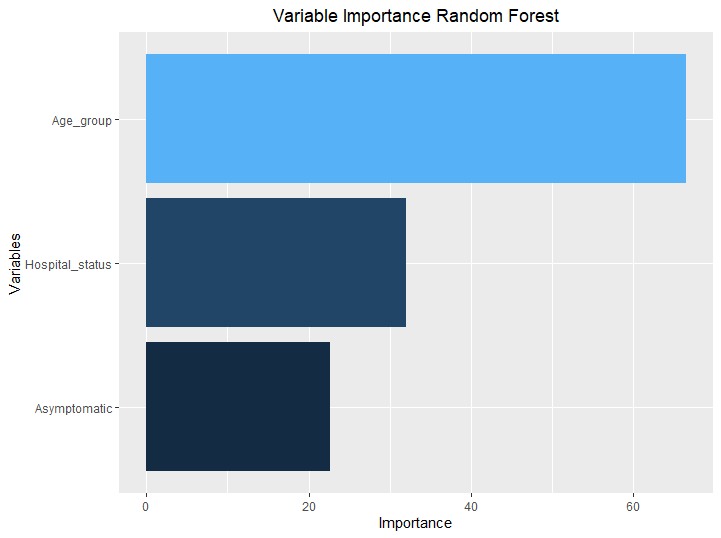 Variable Importance Random Forest
Variables
Age_group
Hospital_status
Asymptomatic
0 20 40 60
Importance